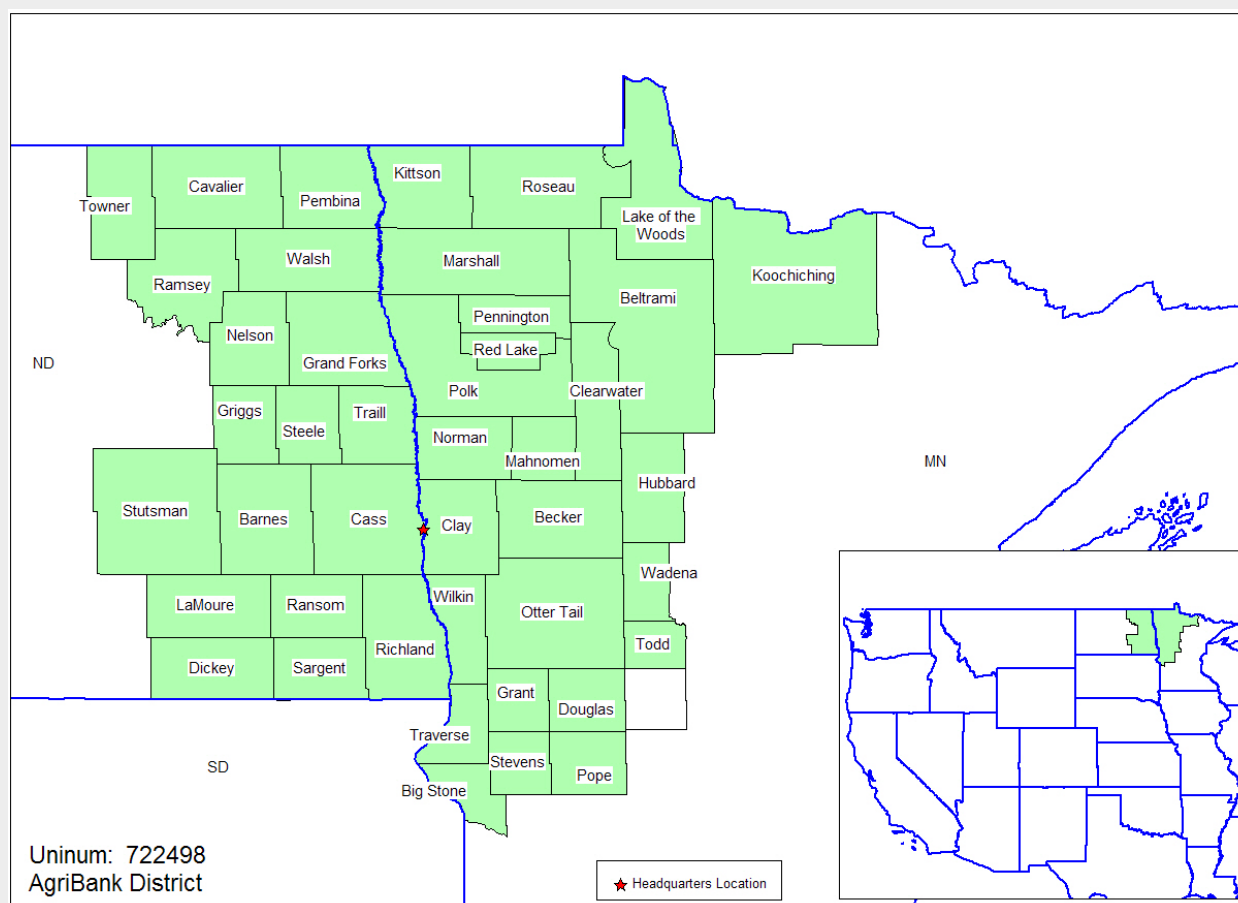 Kittson
Cavalier
Roseau
Pembina
Towner
Lake of the
Woods
Walsh
Marshall
Koochiching
Ramsey
Beltrami
Pennington
Nelson
Red Lake
ND
Grand Forks
Polk
Clearwater
Griggs
Traill
Steele
Norman
Mahnomen
MN
Hubbard
Stutsman
Barnes
Cass
Clay
Becker
Wadena
Wilkin
LaMoure
Ransom
Otter Tail
Richland
Todd
Dickey
Sargent
Grant
Douglas
Traverse
SD
Stevens
Pope
Big Stone
Uninum: 722498
AgriBank District
Headquarters Location